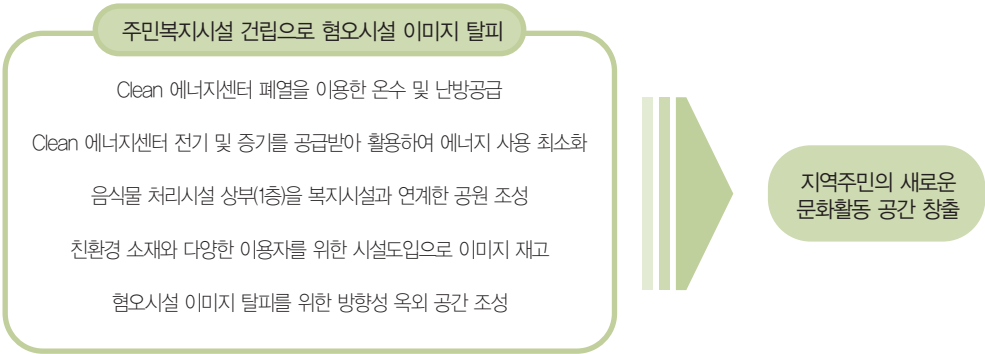 주민복지시설 건립으로 혐오시설 이미지 탈피
Clean 에너지센터 폐열을 이용한 온수 및 난방공급
Clean 에너지센터 전기 및 증기를 공급받아 활용하여 에너지 사용 최소화
음식물 처리시설 상부(1층)을 복지시설과 연계한 공원 조성
친환경 소재와 다양한 이용자를 위한 시설도입으로 이미지 재고
혐오시설 이미지 탈피를 위한 방향성 옥외 공간 조성
지역주민의 새로운
문화활동 공간 창출